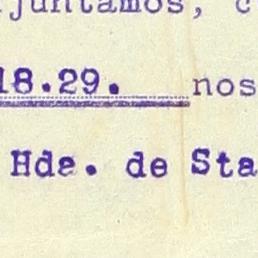 juntamos, c
18.29. nos
Hda. de Sta